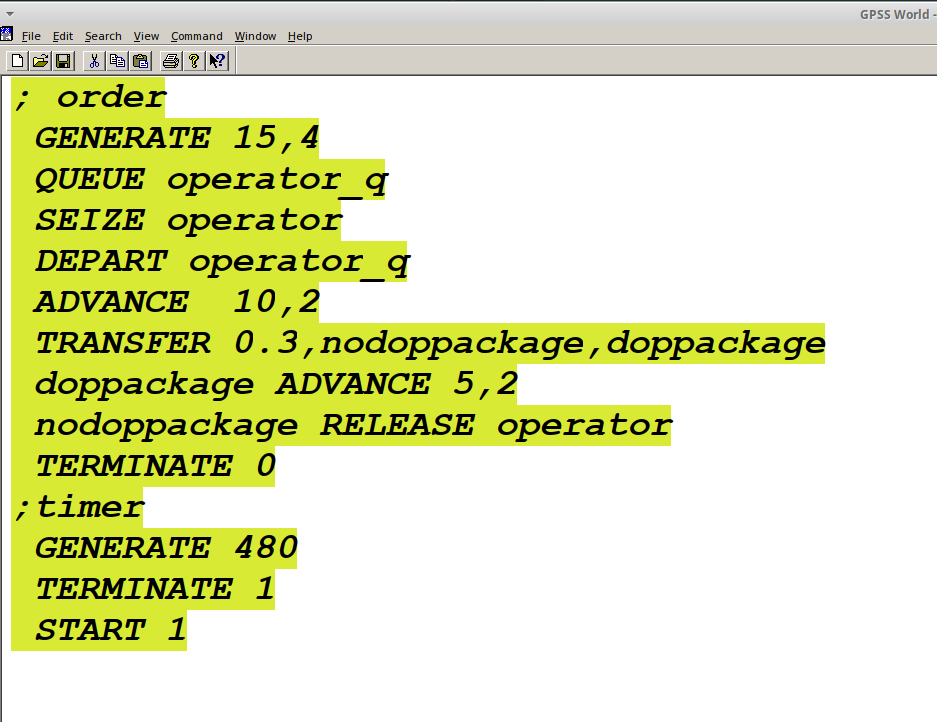 GPSS World -
File Edit Search View Command Window Help
; order
GENERATE 15,4
QUEUE operator_q
SEIZE operator
DEPART operator_q
ADVANCE  10,2
TRANSFER 0.3,nodoppackage,doppackage
doppackage ADVANCE 5,2
nodoppackage RELEASE operator
TERMINATE 0
;timer
GENERATE 480
TERMINATE 1
START 1